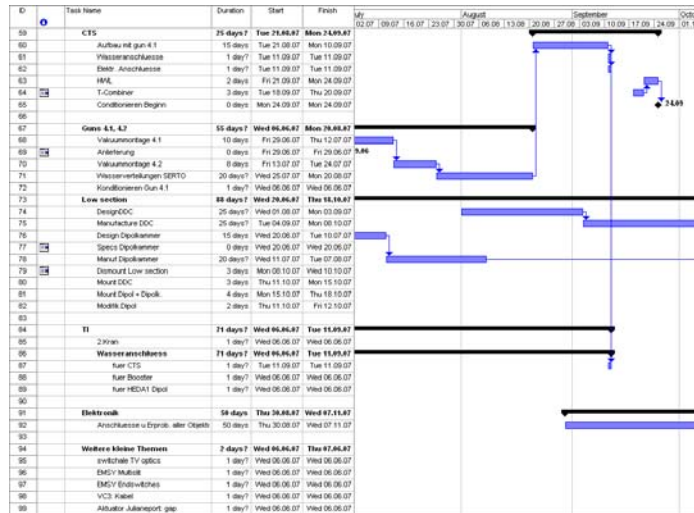 ID Task Name Duration Start Finish uly August September Octo
02.07 09.07 16.07 23.07 30.07 06.08 13.08 20.08 27.08 03.09 10.09 17.09 24.09 01.1
59 CTS 25 days? Tue 21.08.07 Mon 24.09.07
60 Aufbau mit gun 4.1 15 days Tue 21.08.07 Mon 10.09.07
61 Wasseranschluesse 1 day? Tue 11.09.07 Tue 11.09.07
62 Elektr. Anschluesse 1 day? Tue 11.09.07 Tue 11.09.07
63 HWL 2 days Fri 21.09.07 Mon 24.09.07
64 T-Combiner 3 days Tue 18.09.07 Thu 20.09.07
65 Conditionieren Beginn 0 days Mon 24.09.07 Mon 24.09.07 24.09
66
67 Guns 4.1, 4.2 55 days? Wed 06.06.07 Mon 20.08.07
68 Vakuummontage 4.1 10 days Fri 29.06.07 Thu 12.07.07
69 Anlieferung 0 days Fri 29.06.07 Fri 29.06.07 9.06
70 Vakuummontage 4.2 8 days Fri 13.07.07 Tue 24.07.07
71 Wasserverteilungen SERTO 20 days? Wed 25.07.07 Mon 20.08.07
72 Konditionieren Gun 4.1 1 day? Wed 06.06.07 Wed 06.06.07
73 Low section 88 days? Wed 20.06.07 Thu 18.10.07
74 DesignDDC 25 days Wed 01.08.07 Mon 03.09.07
75 Manufacture DDC 25 days Tue 04.09.07 Mon 08.10.07
76 Design Dipolkammer 15 days Wed 20.06.07 Tue 10.07.07
77 Specs Dipolkammer 0 days Wed 20.06.07 Wed 20.06.07
78 Manuf.Dipolkammer 20 days? Wed 11.07.07 Tue 07.08.07
79 Dismount Low section 3 days Mon 08.10.07 Wed 10.10.07
80 Mount DDC 3 days Thu 11.10.07 Mon 15.10.07
81 Mount.Dipol + Dipolk. 4 days Mon 15.10.07 Thu 18.10.07
82 Modifik.Dipol 2 days Thu 11.10.07 Fri 12.10.07
83
84 TI 71 days? Wed 06.06.07 Tue 11.09.07
85 2.Kran 1 day? Wed 06.06.07 Wed 06.06.07
86 Wasseranschluess 71 days? Wed 06.06.07 Tue 11.09.07
87 fuer CTS 1 day? Tue 11.09.07 Tue 11.09.07
88 fuer Booster 1 day? Wed 06.06.07 Wed 06.06.07
89 fuer HEDA1 Dipol 1 day? Wed 06.06.07 Wed 06.06.07
90
91 Elektronik 50 days Thu 30.08.07 Wed 07.11.07
92 Anschluesse u.Erprob. aller Objekte 50 days Thu 30.08.07 Wed 07.11.07
93
94 Weitere kleine Themen 2 days? Wed 06.06.07 Thu 07.06.07
95 switchale TV optics 1 day? Wed 06.06.07 Wed 06.06.07
96 EMSY Multislit 1 day? Wed 06.06.07 Wed 06.06.07
97 EMSY Endswitches 1 day? Wed 06.06.07 Wed 06.06.07
98 VC3: Kabel 1 day? Wed 06.06.07 Wed 06.06.07
99 Aktuator Julianeport: gap 1 day? Wed 06.06.07 Wed 06.06.07